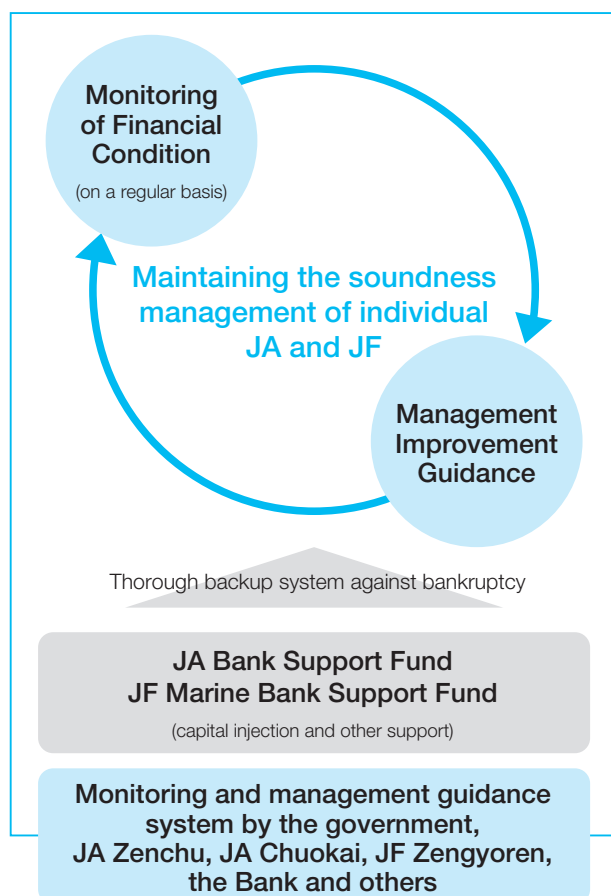 Monitoring
of Financial
Condition
(on a regular basis)
Maintaining the soundness
management of individual
JA and JF
Management
Improvement
Guidance
Thorough backup system against bankruptcy
JA Bank Support Fund
JF Marine Bank Support Fund
(capital injection and other support)
Monitoring and management guidance
system by the government,
JA Zenchu, JA Chuokai, JF Zengyoren,
the Bank and others